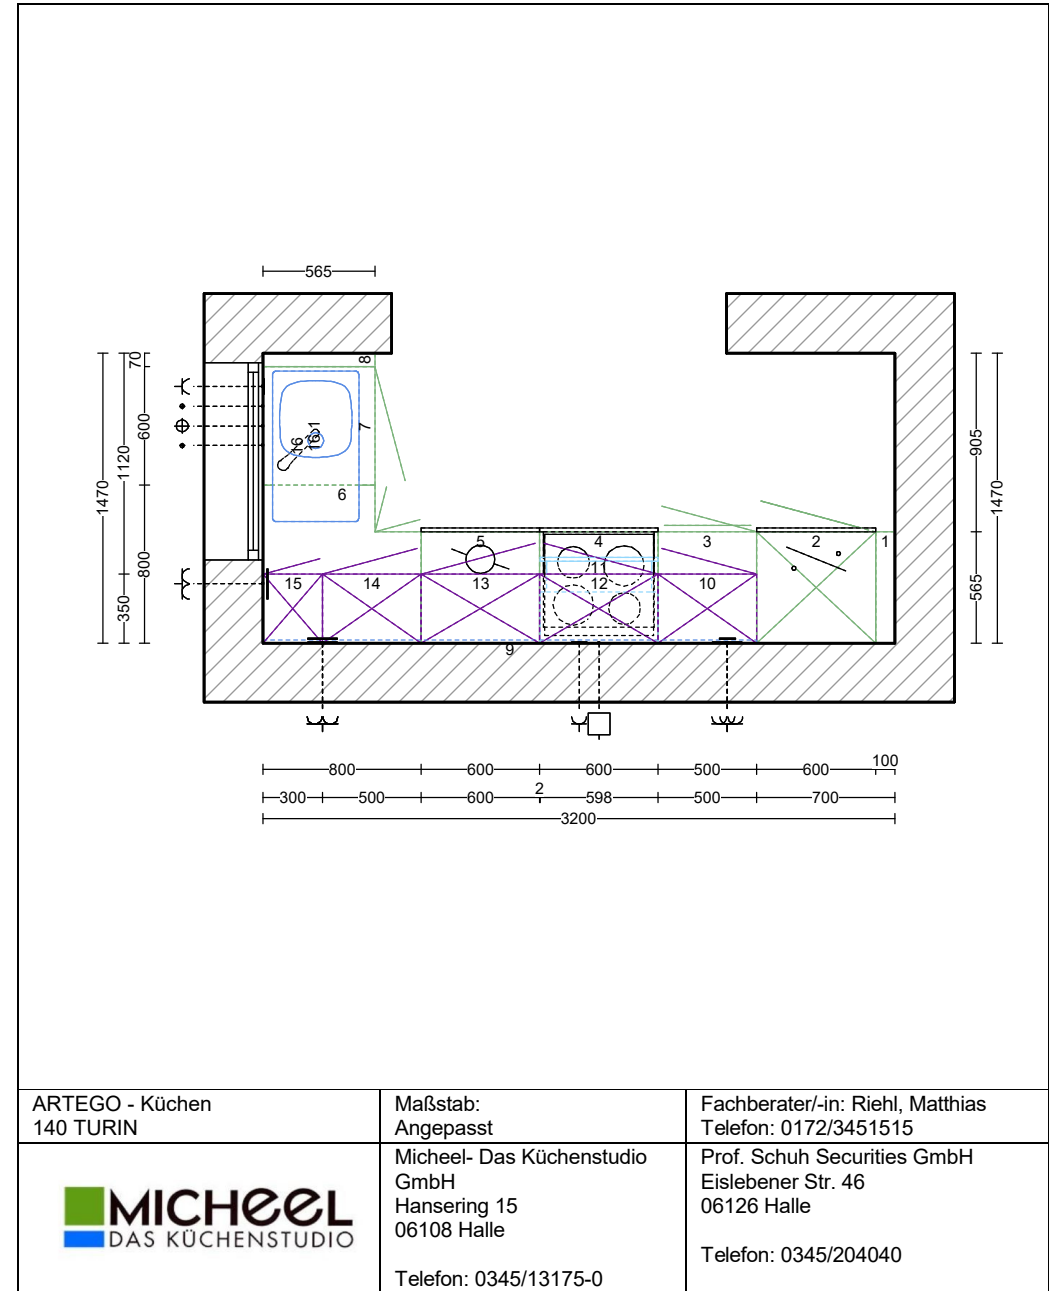 565
70
8
600
7
16
16.1
1120
905
1470
1470
6
5
4
3
2
1
11
800
15
14
13
12
10
350
565
9
800
600
600
500
600
100
300
500
600
2
598
500
700
3200
ARTEGO - Küchen
140 TURIN
Maßstab:
Angepasst
Fachberater/-in: Riehl, Matthias
Telefon: 0172/3451515
MICHEEL
DAS KÜCHENSTUDIO
Micheel- Das Küchenstudio
GmbH
Hansering 15
06108 Halle
Telefon: 0345/13175-0
Prof. Schuh Securities GmbH
Eislebener Str. 46
06126 Halle
Telefon: 0345/204040